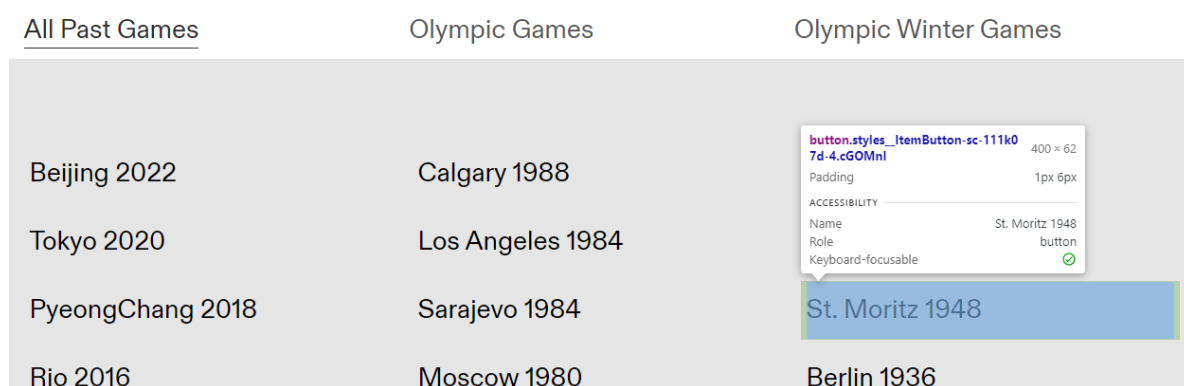 All Past Games
Olympic Games
Olympic Winter Games
button.styles__ItemButton-sc-111k0
7d-4.cGOMnl
400 × 62
Padding
1px 6px
ACCESSIBILITY
Name
St. Moritz 1948
Role
button
Keyboard-focusable
Beijing 2022
Calgary 1988
Tokyo 2020
Los Angeles 1984
PyeongChang 2018
Sarajevo 1984
St. Moritz 1948
Rio 2016
Moscow 1980
Berlin 1936